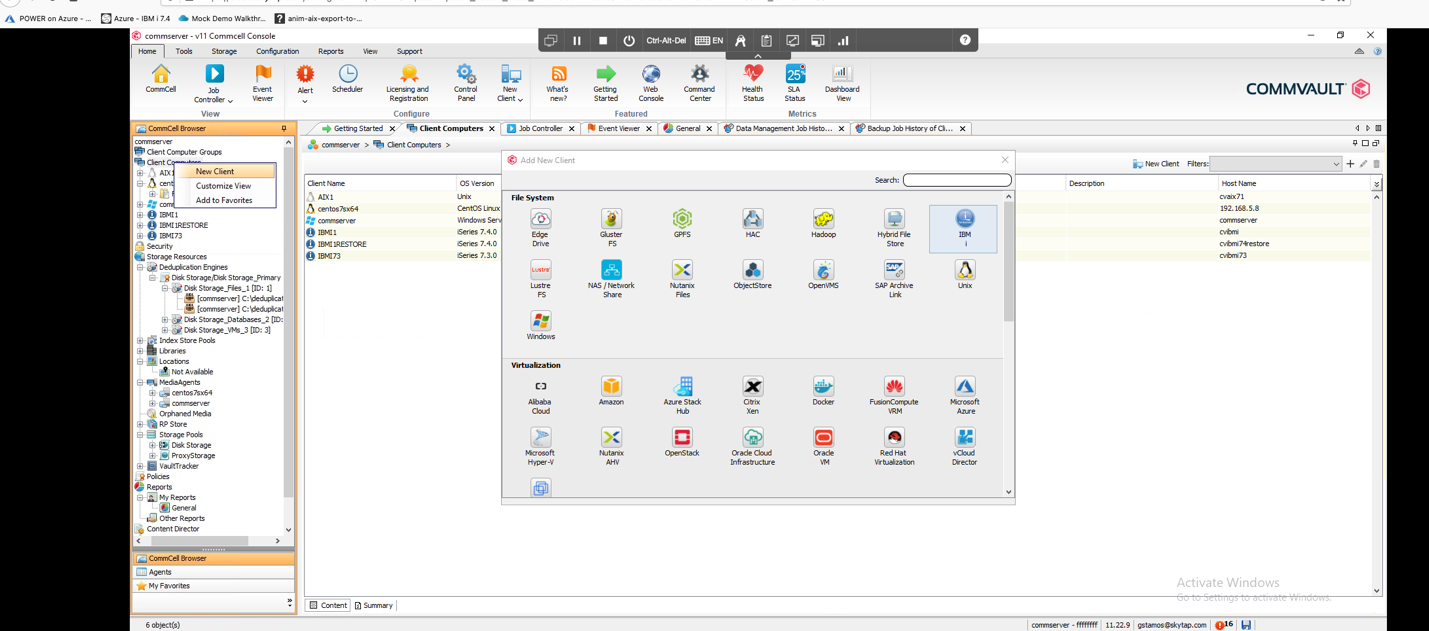 POWER on Azure - ...
Azure - IBM i 7.4
Mock Demo Walkthr...
anim-aix-export-to-...
commserver - v11 Commcell Console
Ctrl-Alt-Del
EN
Home
Tools
Storage
Configuration
Reports
View
Support
CommCell
Job
Controller
Event
Viewer
View
Alert
Scheduler
Licensing and
Registration
Control
Panel
New
Client
Configure
What's
new?
Getting
Started
Web
Console
Command
Center
Featured
Health
Status
25
SLA
Status
Dashboard
View
Metrics
COMMVAULT
CommCell Browser
commserver
Client Computer Groups
Client Computers
AIX1
cent
comm
IBMI1
IBMI1RESTORE
IBMI73
Security
Storage Resources
Deduplication Engines
Disk Storage/Disk Storage_Primary
Disk Storage_Files_1 [ID: 1]
[commserver] C:\deduplicat
[commserver] C:\deduplicat
Disk Storage_Databases_2 [ID:
Disk Storage_VMs_3 [ID: 3]
Index Store Pools
Libraries
Locations
Not Available
MediaAgents
centos7sx64
commserver
Orphaned Media
RP Store
Storage Pools
Disk Storage
ProxyStorage
VaultTracker
Policies
Reports
My Reports
General
Other Reports
Content Director
CommCell Browser
Agents
My Favorites
New Client
Customize View
Add to Favorites
Getting Started
Client Computers
Job Controller
Event Viewer
General
Data Management Job Histo...
Backup Job History of Cli...
commserver > Client Computers >
New Client Filters:
Client Name
OS Version
Description
Host Name
AIX1 Unix cvaix71
centos7sx64 CentOS Linux 192.168.5.8
commserver Windows Serv commserver
IBMI1 iSeries 7.4.0 cvibmi
IBMI1RESTORE iSeries 7.4.0 cvibmi74restore
IBMI73 iSeries 7.3.0 cvibmi73
Add New Client
Search:
File System
Edge
Drive
Gluster
FS
GPFS
HAC
Hadoop
Hybrid File
Store
IBM
i
Lustre
FS
NAS / Network
Share
Nutanix
Files
ObjectStore
OpenVMS
SAP Archive
Link
Unix
Windows
Virtualization
Alibaba
Cloud
Amazon
Azure Stack
Hub
Citrix
Xen
Docker
FusionCompute
VRM
Microsoft
Azure
Microsoft
Hyper-V
Nutanix
AHV
OpenStack
Oracle Cloud
Infrastructure
Oracle
VM
Red Hat
Virtualization
vCloud
Director
Activate Windows
Go to Settings to activate Windows.
Content
Summary
6 object(s)
commserver - ffffffff
11.22.9
gstamos@skytap.com
16